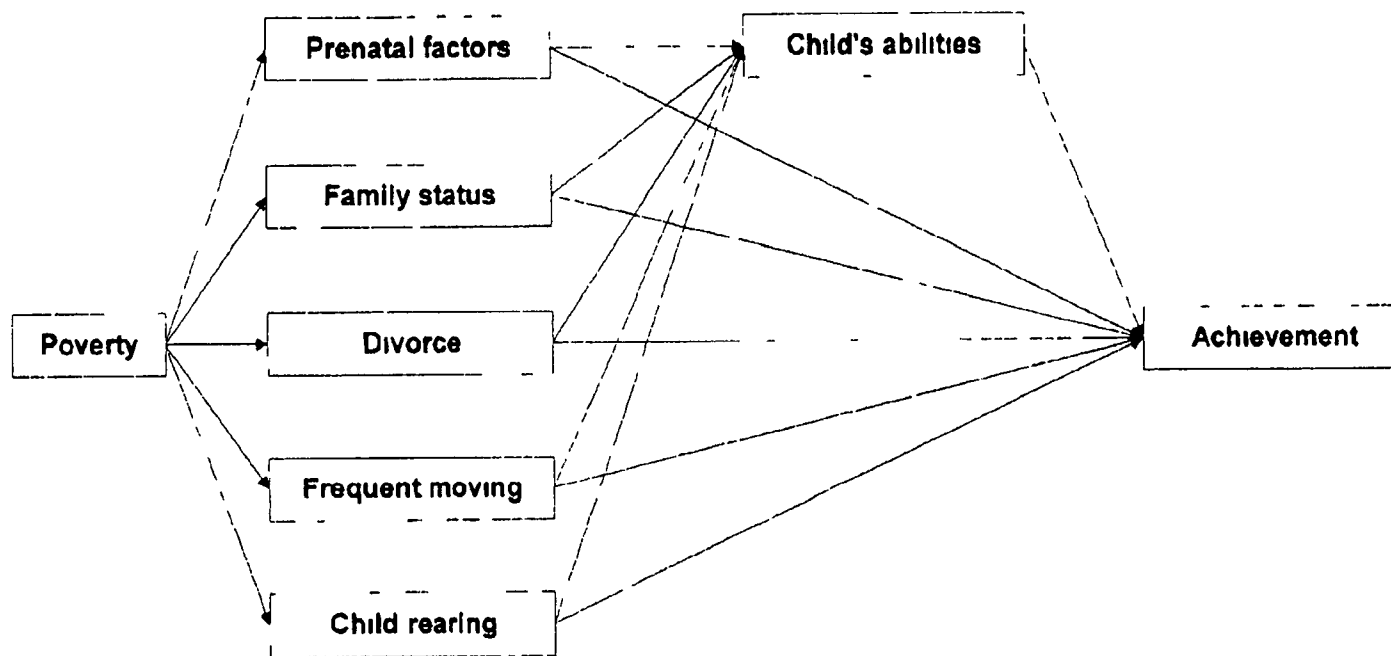 Prenatal factors
Child's abilities
Family status
Poverty
Divorce
Achievement
Frequent moving
Child rearing